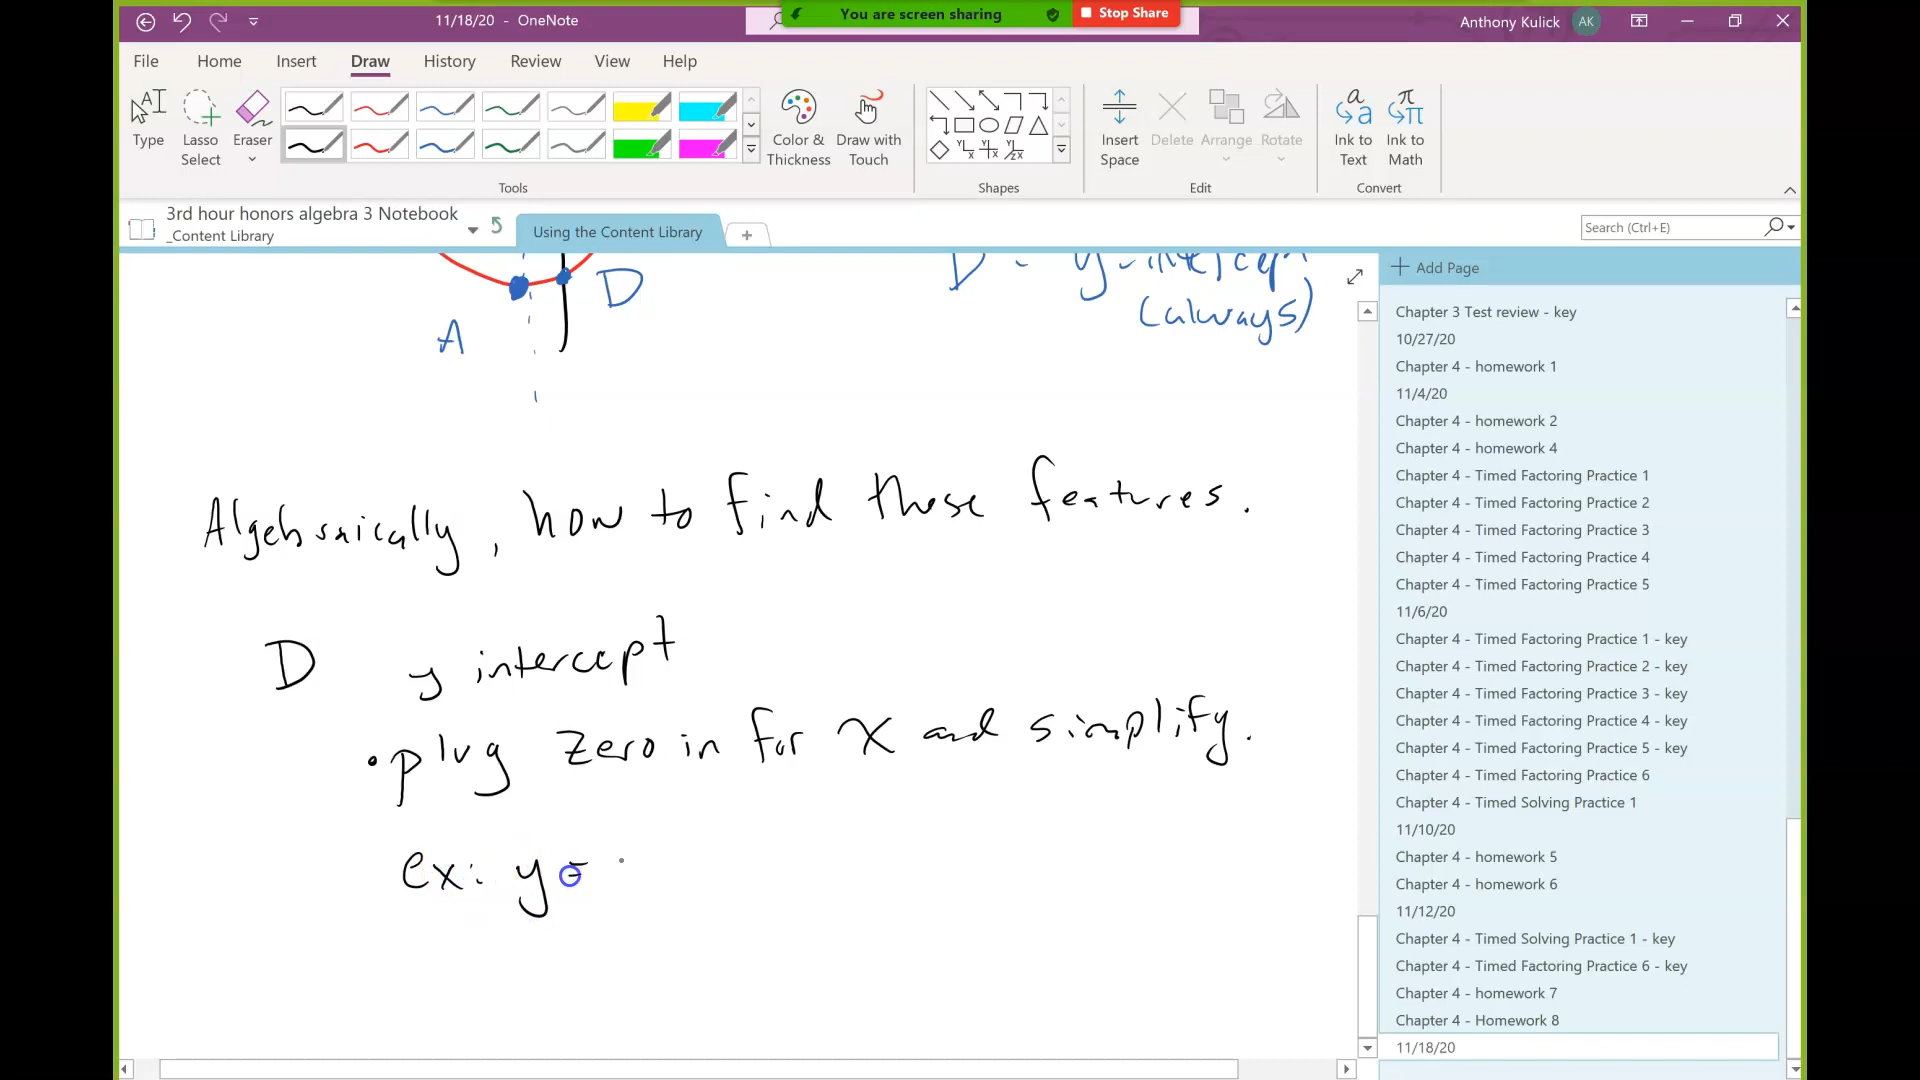 11/18/20 - OneNote
You are screen sharing
Stop Share
Anthony Kulick AK
File Home Insert Draw History Review View Help
Type
Lasso Select
Eraser
Color & Thickness
Draw with Touch
Insert Space
Delete
Arrange
Rotate
Ink to Text
Ink to Math
Tools
Shapes
Edit
Convert
3rd hour honors algebra 3 Notebook
_Content Library
Using the Content Library
Search (Ctrl+E)
D = y-intercept
(always)
D
A
Algebraically, how to find these features.
D y intercept
• plug zero in for x and simplify.
ex: y =
Add Page
Chapter 3 Test review - key
10/27/20
Chapter 4 - homework 1
11/4/20
Chapter 4 - homework 2
Chapter 4 - homework 4
Chapter 4 - Timed Factoring Practice 1
Chapter 4 - Timed Factoring Practice 2
Chapter 4 - Timed Factoring Practice 3
Chapter 4 - Timed Factoring Practice 4
Chapter 4 - Timed Factoring Practice 5
11/6/20
Chapter 4 - Timed Factoring Practice 1 - key
Chapter 4 - Timed Factoring Practice 2 - key
Chapter 4 - Timed Factoring Practice 3 - key
Chapter 4 - Timed Factoring Practice 4 - key
Chapter 4 - Timed Factoring Practice 5 - key
Chapter 4 - Timed Factoring Practice 6
Chapter 4 - Timed Solving Practice 1
11/10/20
Chapter 4 - homework 5
Chapter 4 - homework 6
11/12/20
Chapter 4 - Timed Solving Practice 1 - key
Chapter 4 - Timed Factoring Practice 6 - key
Chapter 4 - homework 7
Chapter 4 - Homework 8
11/18/20